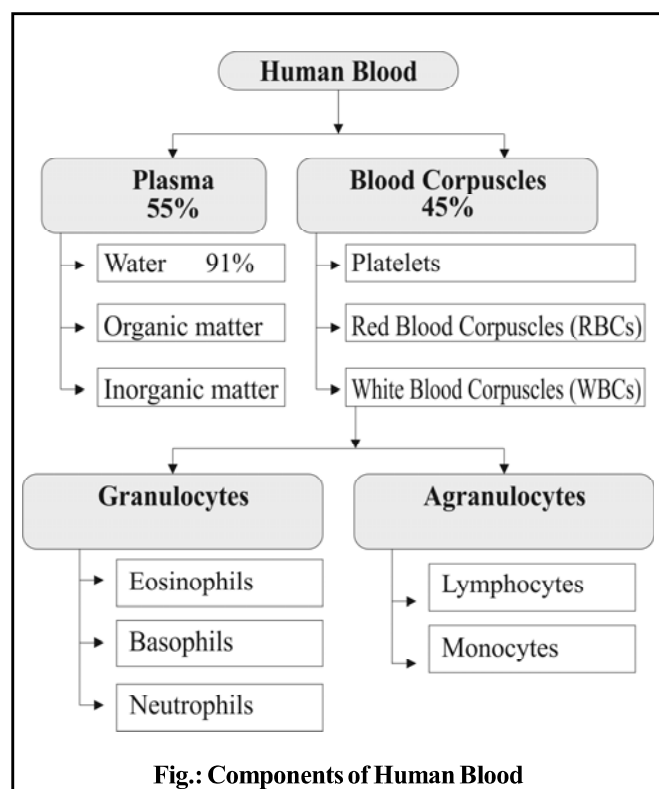 Human Blood
Plasma
55%
Blood Corpuscles
45%
Water 91%
Organic matter
Inorganic matter
Platelets
Red Blood Corpuscles (RBCs)
White Blood Corpuscles (WBCs)
Granulocytes
Eosinophils
Basophils
Neutrophils
Agranulocytes
Lymphocytes
Monocytes
Fig.: Components of Human Blood